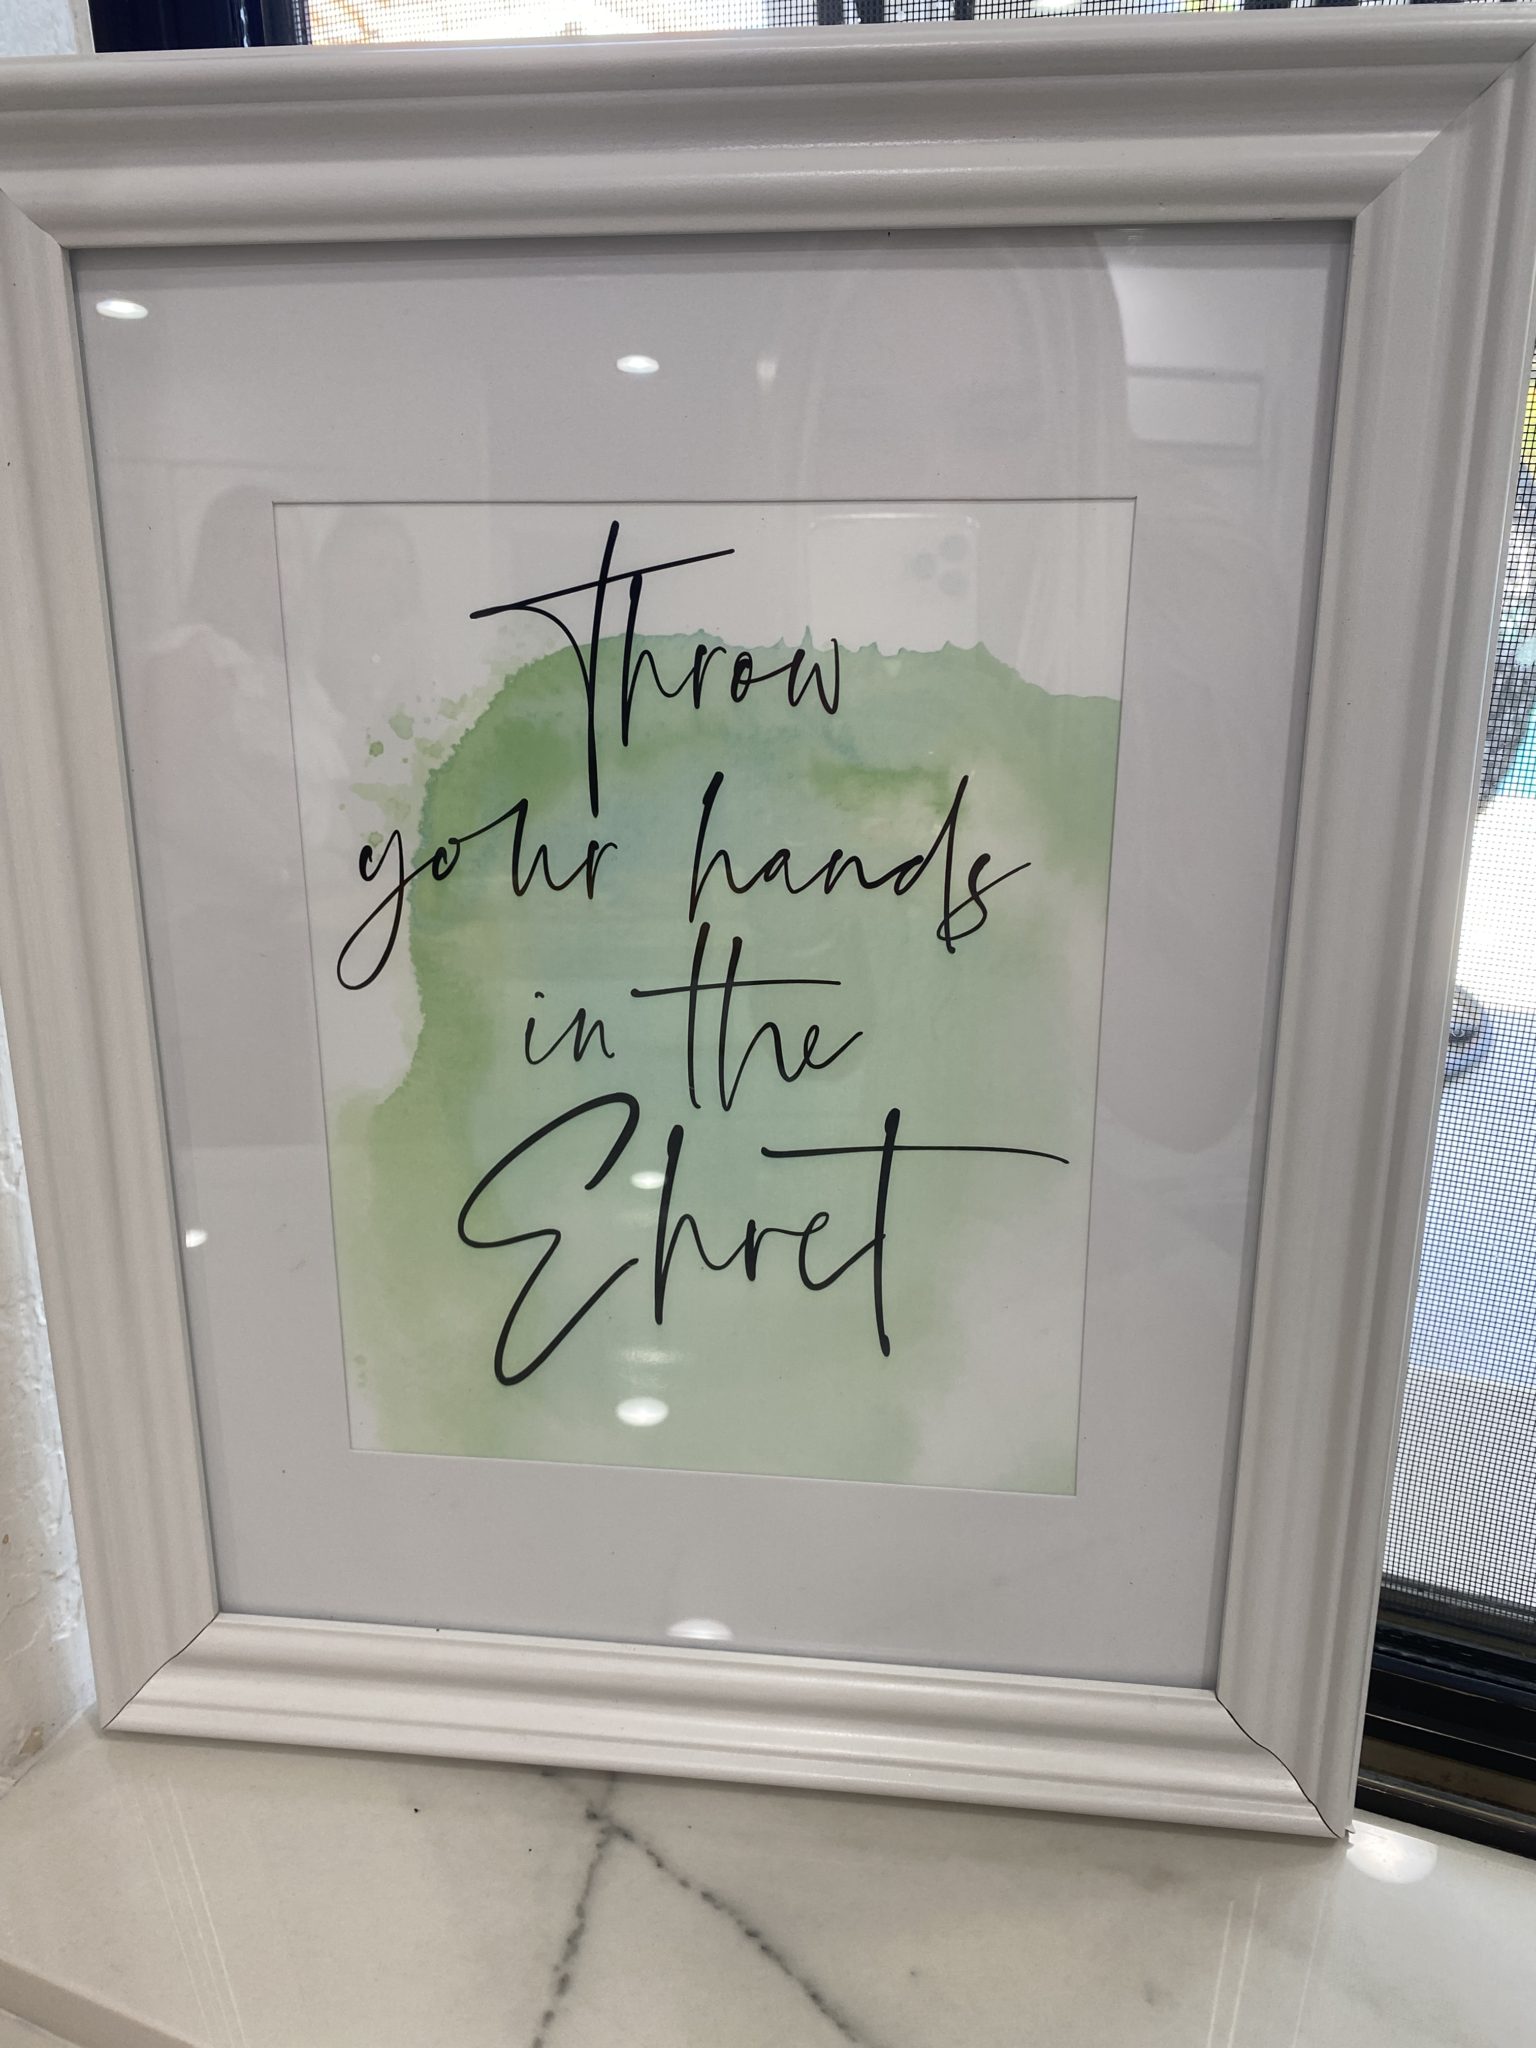 Throw
your hands
in the
Ehret